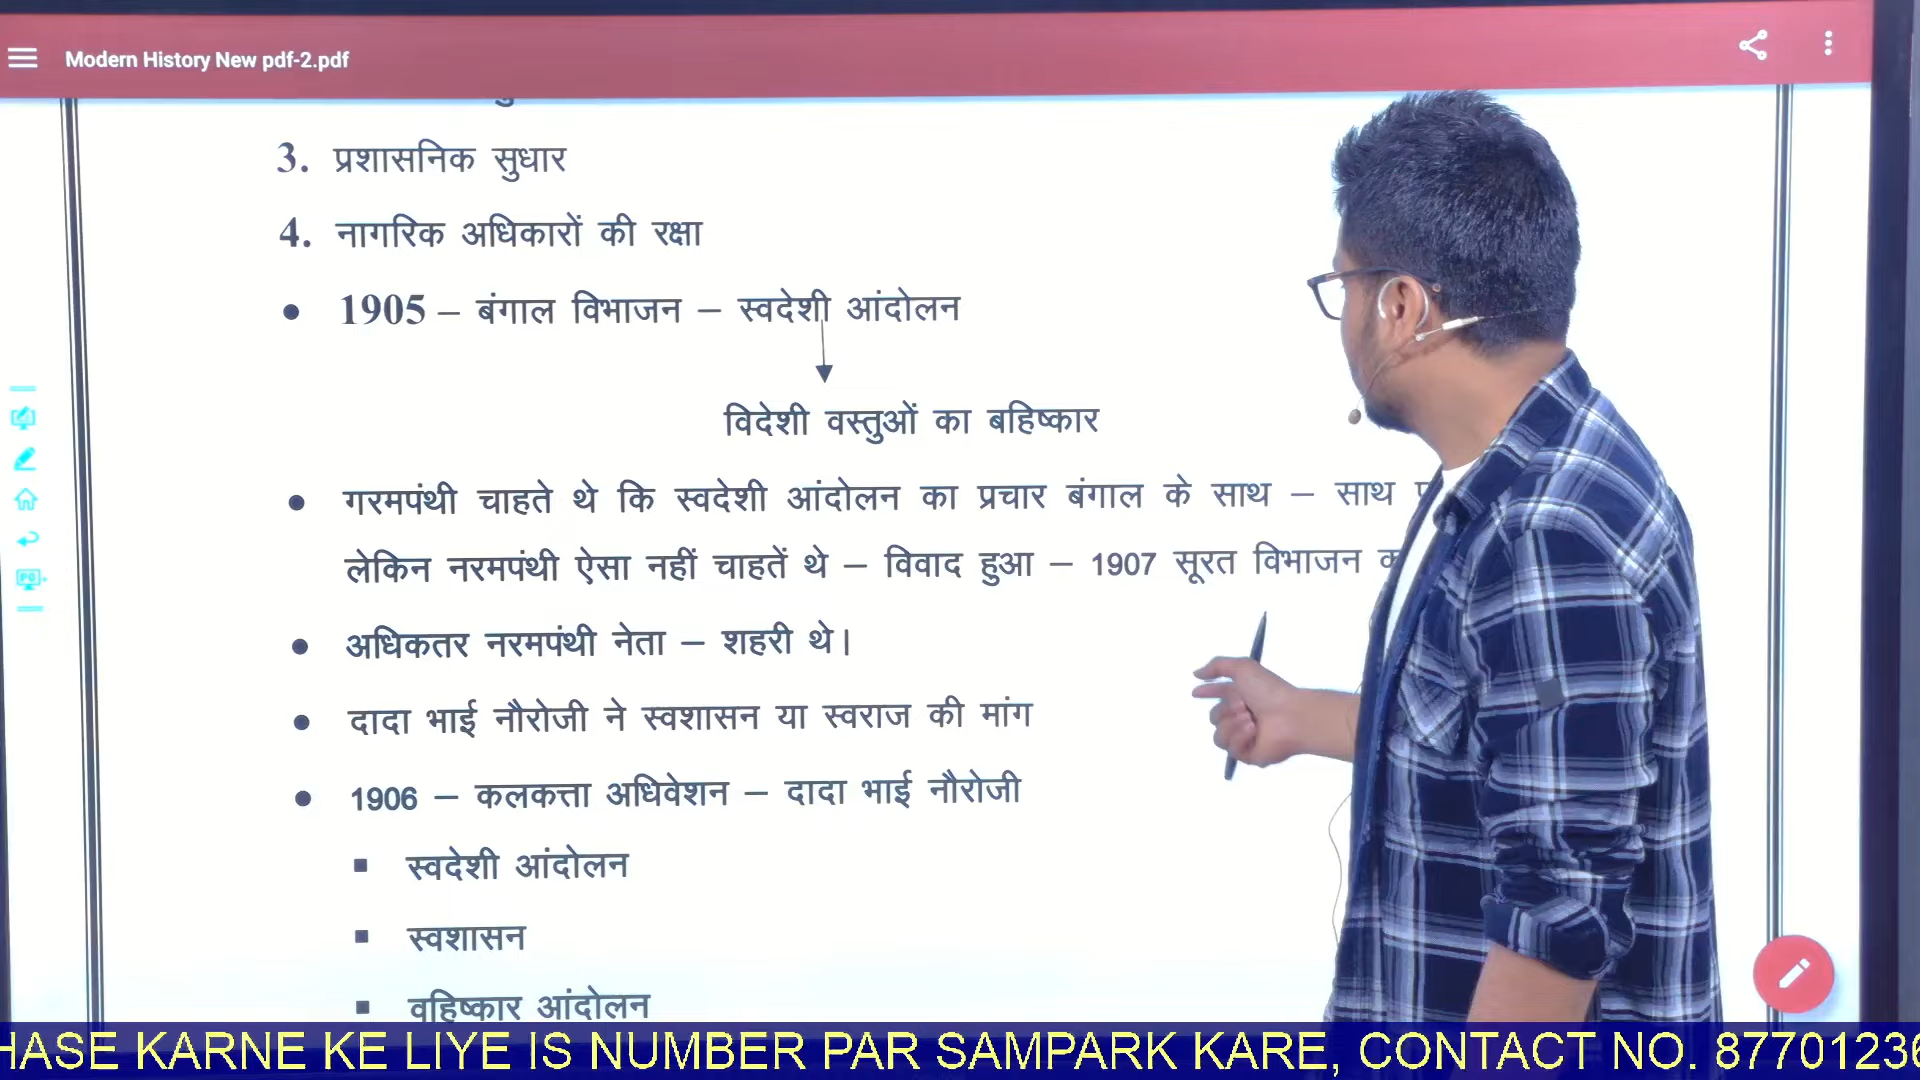 Modern History New pdf-2.pdf
3. प्रशासनिक सुधार
4. नागरिक अधिकारों की रक्षा
• 1905 – बंगाल विभाजन – स्वदेशी आंदोलन
विदेशी वस्तुओं का बहिष्कार
• गरमपंथी चाहते थे कि स्वदेशी आंदोलन का प्रचार बंगाल के साथ – साथ
लेकिन नरमपंथी ऐसा नहीं चाहतें थे – विवाद हुआ – 1907 सूरत विभाजन
• अधिकतर नरमपंथी नेता – शहरी थे।
• दादा भाई नौरोजी ने स्वशासन या स्वराज की मांग
• 1906 – कलकत्ता अधिवेशन – दादा भाई नौरोजी
▪ स्वदेशी आंदोलन
▪ स्वशासन
▪ वहिष्कार आंदोलन
HASE KARNE KE LIYE IS NUMBER PAR SAMPARK KARE, CONTACT NO. 8770123